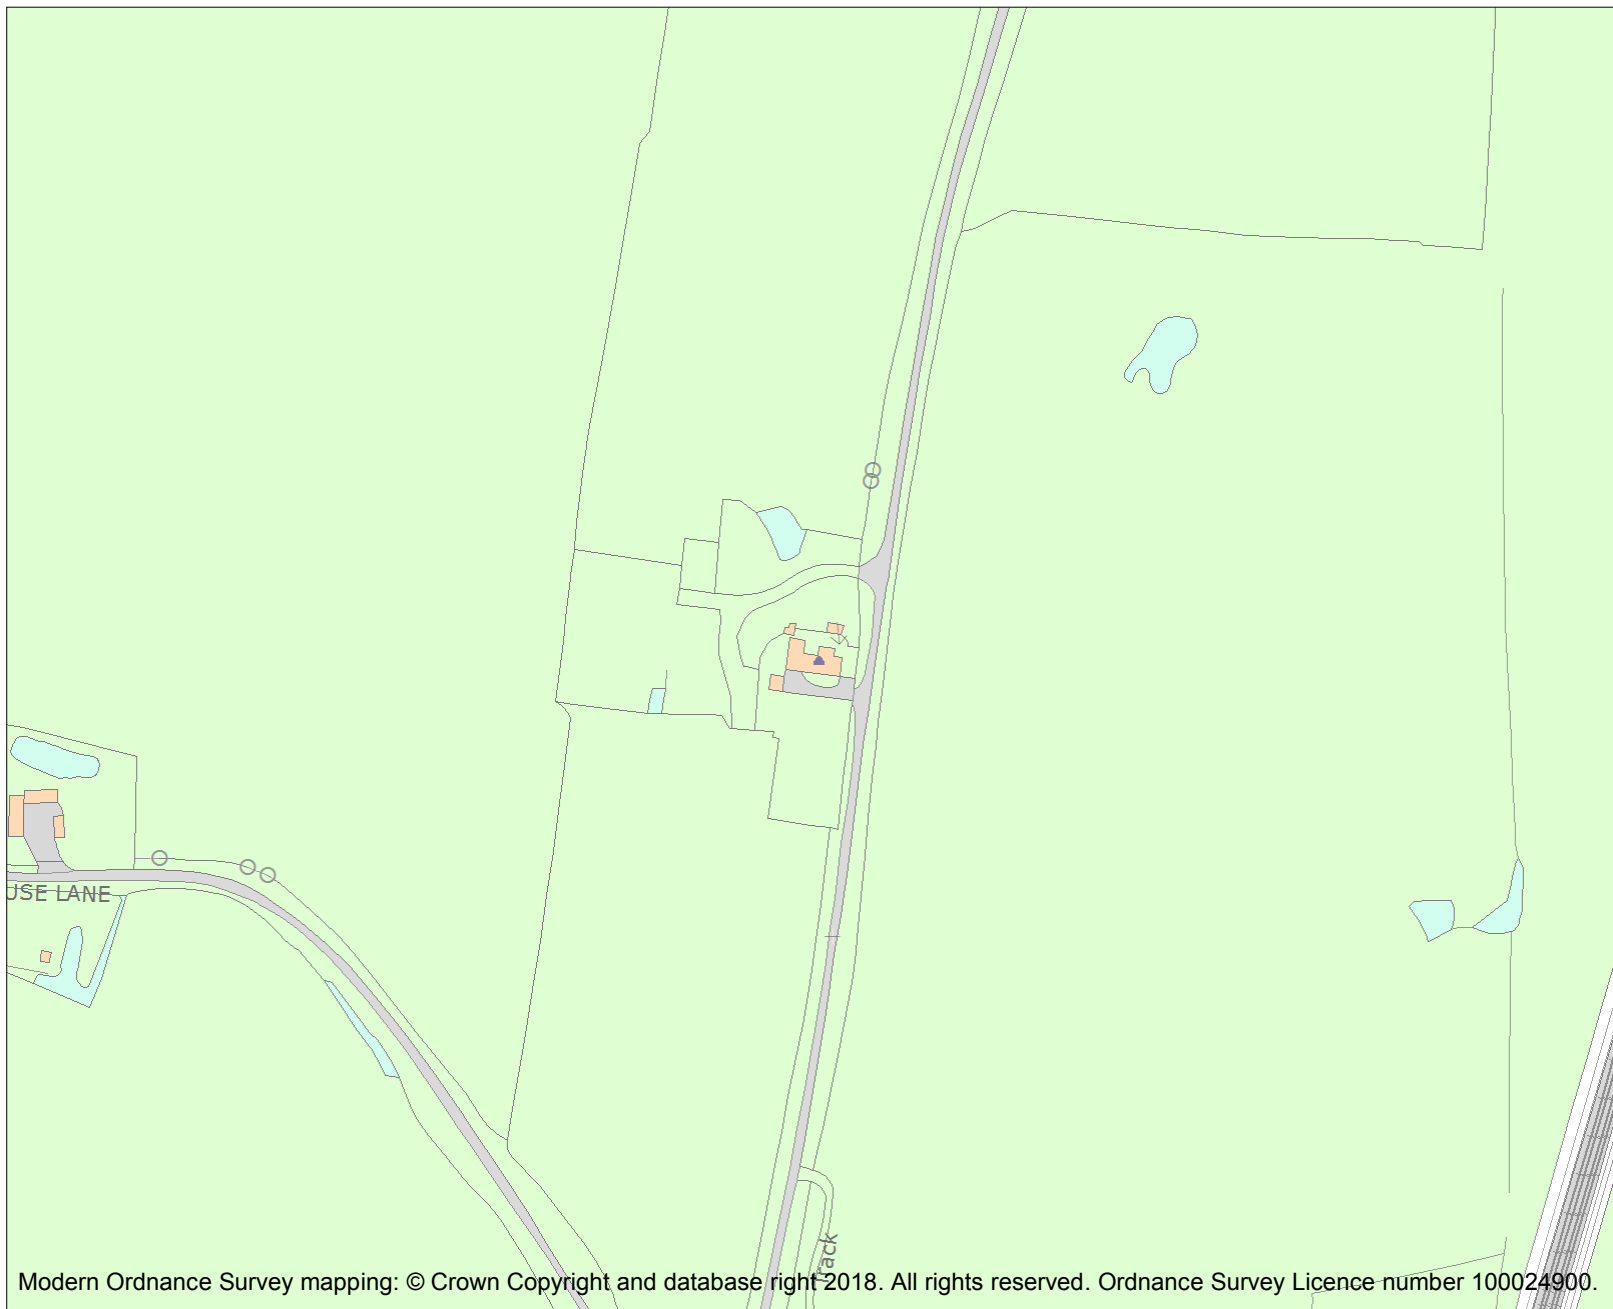 USE LANE
Track
Modern Ordnance Survey mapping: © Crown Copyright and database right 2018. All rights reserved. Ordnance Survey Licence number 100024900.